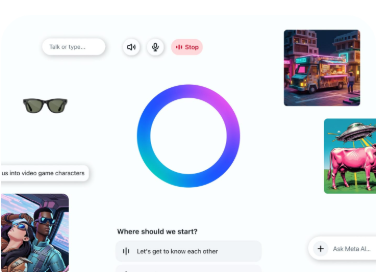 Talk or type...
Stop
us into video game characters
Where should we start?
Let's get to know each other
Ask Meta AI...